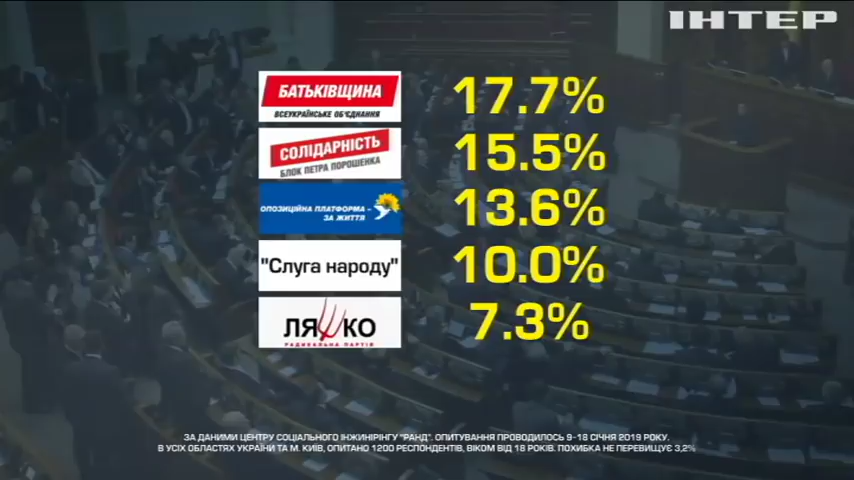 ІНТЕР
БАТЬКІВЩИНА
ВСЕУКРАЇНСЬКЕ ОБ'ЄДНАННЯ
17.7%
СОЛІДАРНІСТЬ
БЛОК ПЕТРА ПОРОШЕНКА
15.5%
ОПОЗИЦІЙНА ПЛАТФОРМА –
ЗА ЖИТТЯ
13.6%
"Слуга народу"
10.0%
ЛЯШКО
РАДИКАЛЬНА ПАРТІЯ
7.3%
ЗА ДАНИМИ ЦЕНТРУ СОЦІАЛЬНОГО ІНЖИНІРІНГУ "РАНД". ОПИТУВАННЯ ПРОВОДИЛОСЬ 9-18 СІЧНЯ 2019 РОКУ.
В УСІХ ОБЛАСТЯХ УКРАЇНИ ТА М. КИЇВ, ОПИТАНО 1200 РЕСПОНДЕНТІВ, ВІКОМ ВІД 18 РОКІВ. ПОХИБКА НЕ ПЕРЕВИЩУЄ 3,2%